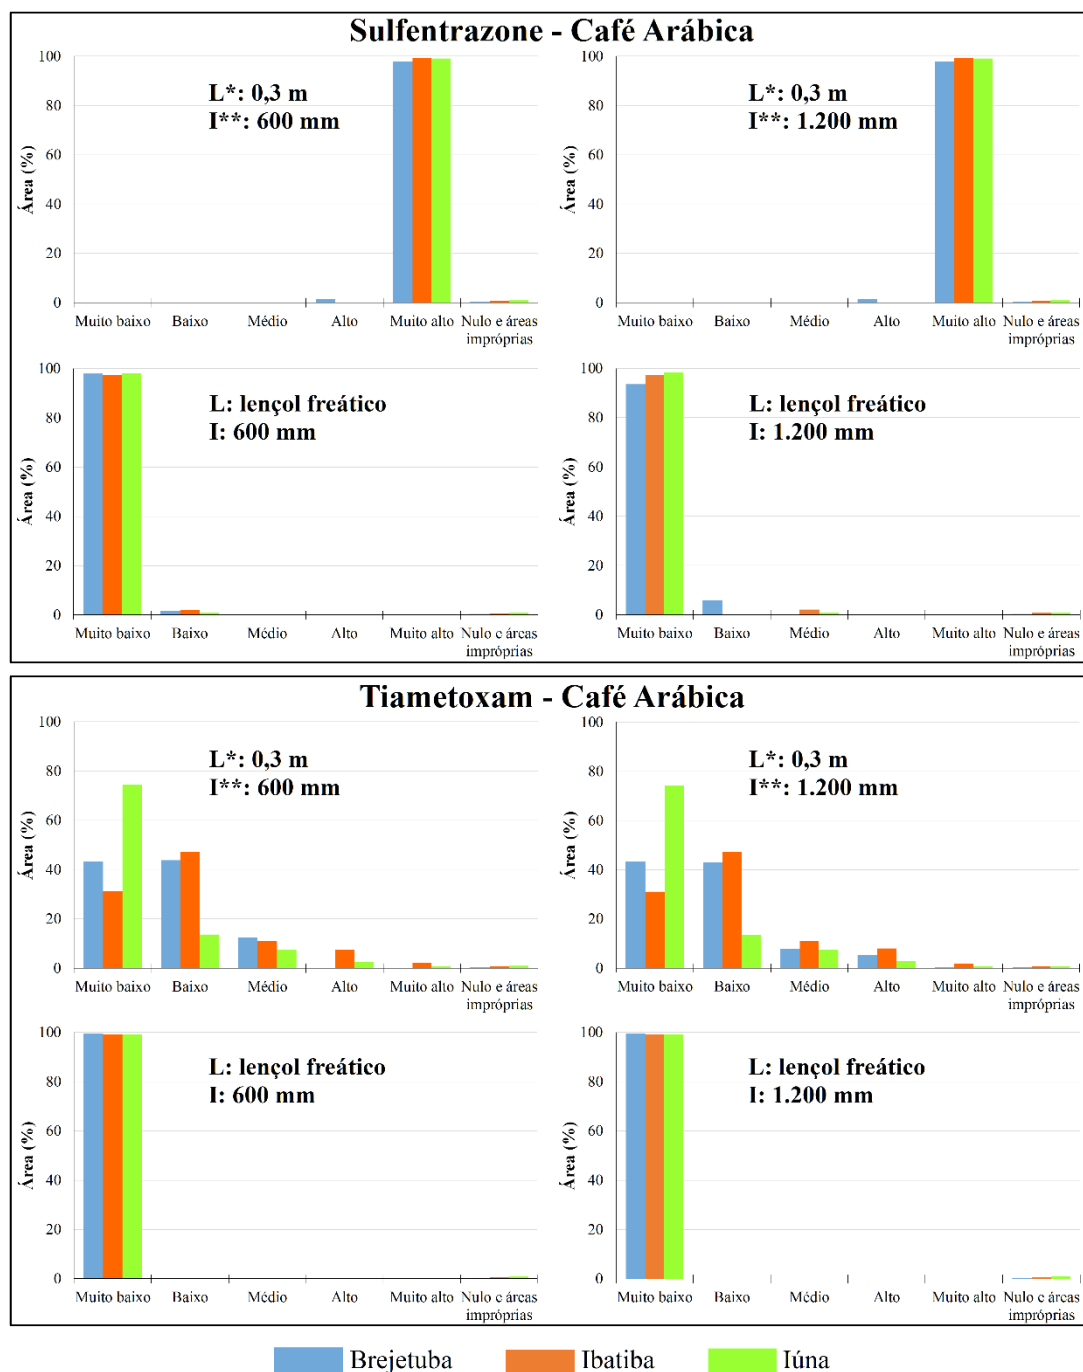 Sulfentrazone - Café Arábica
L*: 0,3 m
I**: 600 mm
Área (%)
100
80
60
40
20
0
Muito baixo Baixo Médio Alto Muito alto Nulo e áreas
impróprias
L*: 0,3 m
I**: 1.200 mm
Área (%)
100
80
60
40
20
0
Muito baixo Baixo Médio Alto Muito alto Nulo e áreas
impróprias
L: lençol freático
I: 600 mm
Área (%)
100
80
60
40
20
0
Muito baixo Baixo Médio Alto Muito alto Nulo e áreas
impróprias
L: lençol freático
I: 1.200 mm
Área (%)
100
80
60
40
20
0
Muito baixo Baixo Médio Alto Muito alto Nulo e áreas
impróprias
Tiametoxam - Café Arábica
L*: 0,3 m
I**: 600 mm
Área (%)
100
80
60
40
20
0
Muito baixo Baixo Médio Alto Muito alto Nulo e áreas
impróprias
L*: 0,3 m
I**: 1.200 mm
Área (%)
100
80
60
40
20
0
Muito baixo Baixo Médio Alto Muito alto Nulo e áreas
impróprias
L: lençol freático
I: 600 mm
Área (%)
100
80
60
40
20
0
Muito baixo Baixo Médio Alto Muito alto Nulo e áreas
impróprias
L: lençol freático
I: 1.200 mm
Área (%)
100
80
60
40
20
0
Muito baixo Baixo Médio Alto Muito alto Nulo e áreas
impróprias
Brejetuba Ibatiba Iúna